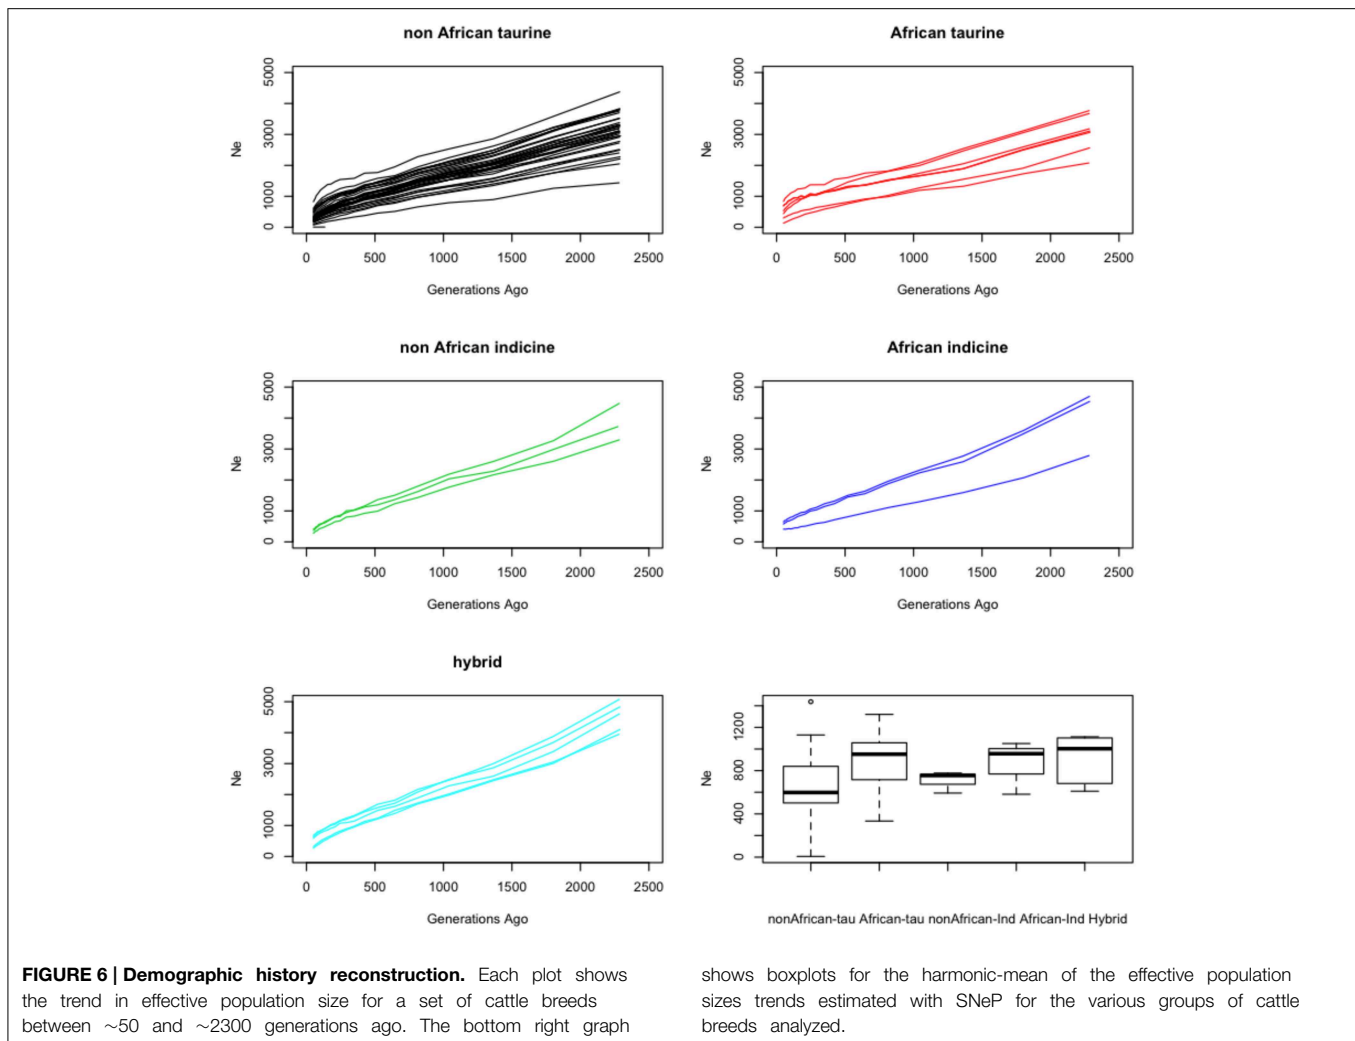 non African taurine
5000
3000
1000
0
Ne
0 500 1000 1500 2000 2500
Generations Ago
African taurine
5000
3000
1000
0
Ne
0 500 1000 1500 2000 2500
Generations Ago
non African indicine
5000
3000
1000
0
Ne
0 500 1000 1500 2000 2500
Generations Ago
African indicine
5000
3000
1000
0
Ne
0 500 1000 1500 2000 2500
Generations Ago
hybrid
5000
3000
1000
0
Ne
0 500 1000 1500 2000 2500
Generations Ago
1200
800
400
0
Ne
nonAfrican-tau African-tau nonAfrican-Ind African-Ind Hybrid
FIGURE 6 | Demographic history reconstruction. Each plot shows
the trend in effective population size for a set of cattle breeds
between ~50 and ~2300 generations ago. The bottom right graph
shows boxplots for the harmonic-mean of the effective population
sizes trends estimated with SNeP for the various groups of cattle
breeds analyzed.